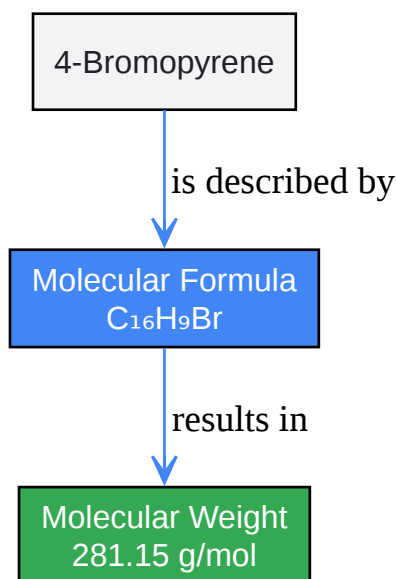 4-Bromopyrene
is described by
Molecular Formula
C₁₆H₉Br
results in
Molecular Weight
281.15 g/mol